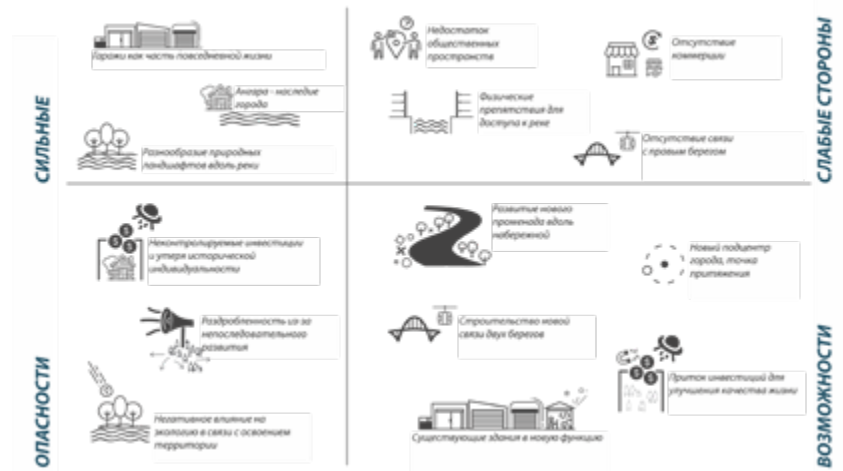 СИЛЬНЫЕ
Гаражи как часть повседневной жизни
Ангара - наследие
города
Разнообразие природных
ландшафтов вдоль реки
СЛАБЫЕ СТОРОНЫ
Недостаток
общественных
пространств
Отсутствие
коммерции
Физические
препятствия для
доступа к реке
Отсутствие связи
с правым берегом
ОПАСНОСТИ
Неконтролируемые инвестиции
и утеря исторической
индивидуальности
Раздробленность из за
непоследовательного
развития
Негативное влияние на
экологию в связи с освоением
территории
ВОЗМОЖНОСТИ
Развитие нового
променада вдоль
набережной
Новый подцентр
города, точка
притяжения
Строительство новой
связи двух берегов
Приток инвестиций для
улучшения качества жизни
Существующие здания в новую функцию